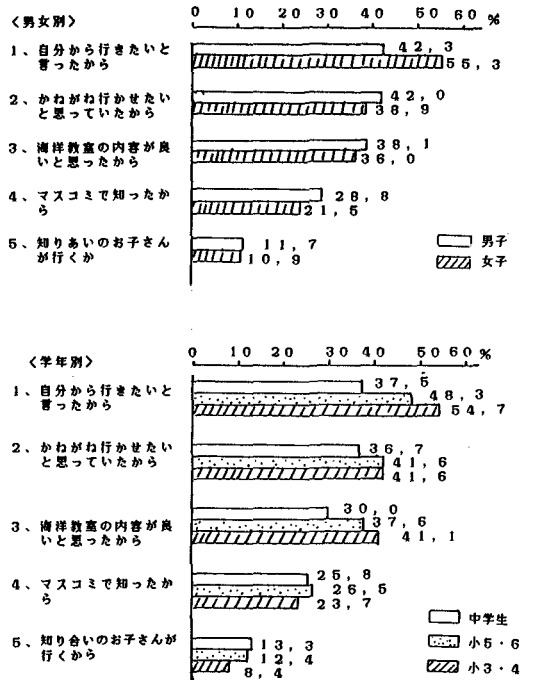 <男女別>
0 10 20 30 40 50 60 %
1、自分から行きたいと
言ったから
42,3
55,3
2、かねがね行かせたい
と思っていたから
42,0
38,9
3、海洋教室の内容が良
いと思ったから
38,1
36,0
4、マスコミで知ったか
ら
28,8
21,5
5、知りあいのお子さん
が行くか
11,7
10,9
男子
女子
<学年別>
0 10 20 30 40 50 60 %
1、自分から行きたいと
言ったから
37,5
48,3
54,7
2、かねがね行かせたい
と思っていたから
36,7
41,6
41,6
3、海洋教室の内容が良
いと思ったから
30,0
37,6
41,1
4、マスコミで知ったか
ら
25,8
26,5
23,7
5、知り合いのお子さんが
行くから
13,3
12,4
8,4
中学生
小5・6
小3・4